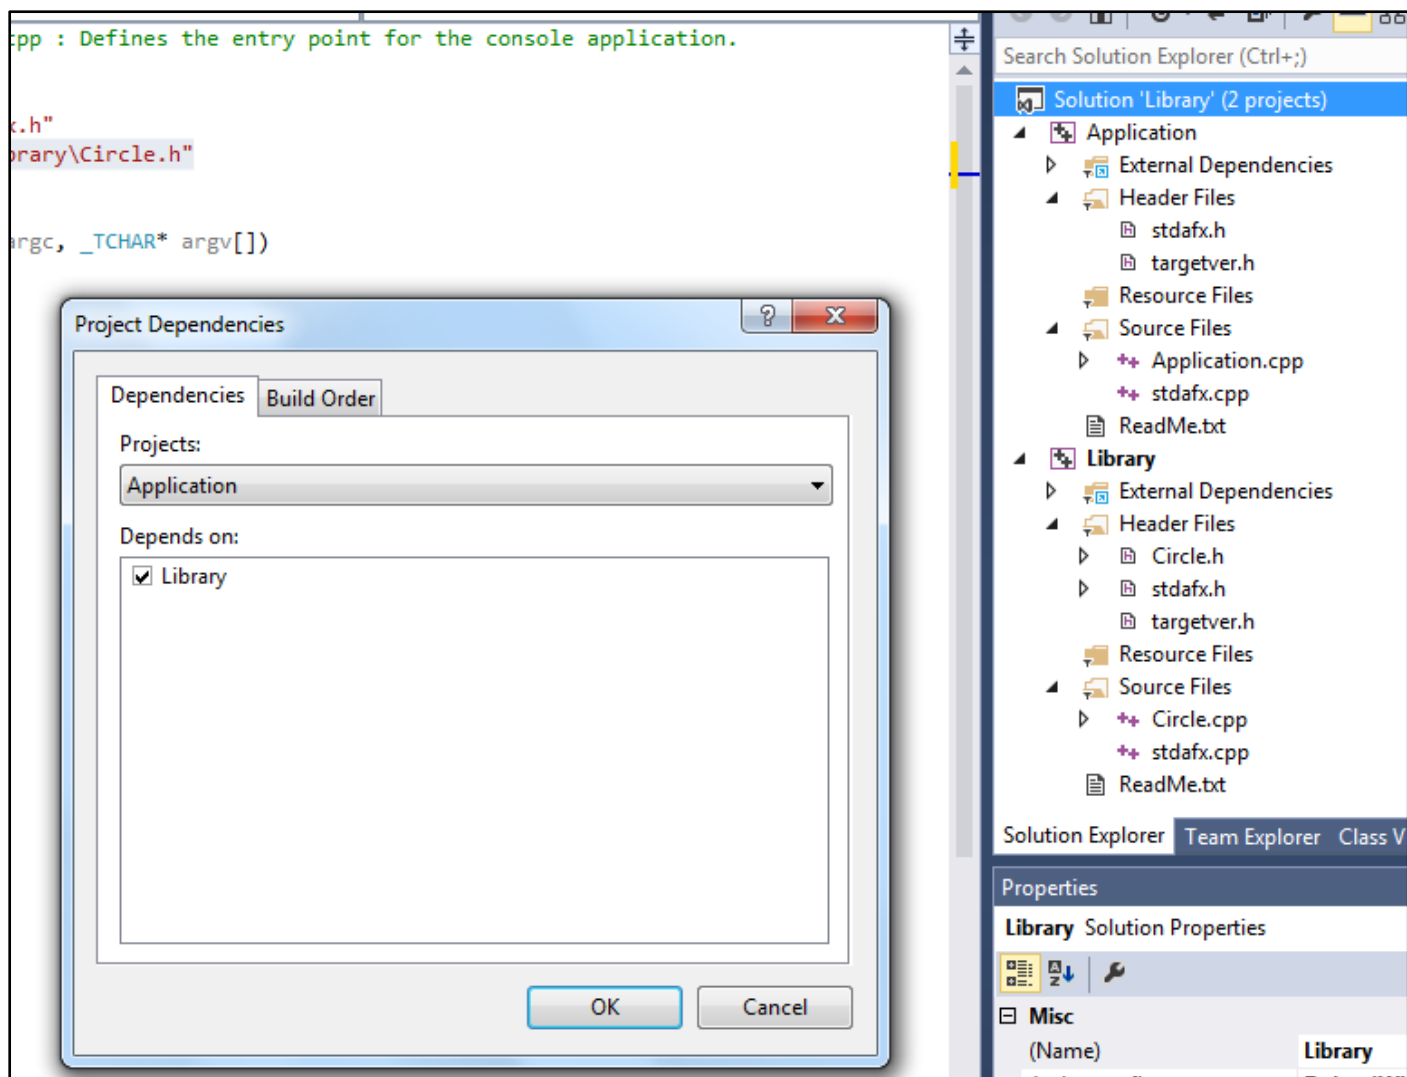 cpp : Defines the entry point for the console application.
x.h"
brary\Circle.h"
argc, _TCHAR* argv[])
Project Dependencies
Dependencies
Build Order
Projects:
Application
Depends on:
Library
OK
Cancel
Search Solution Explorer (Ctrl+;)
Solution 'Library' (2 projects)
Application
External Dependencies
Header Files
stdafx.h
targetver.h
Resource Files
Source Files
Application.cpp
stdafx.cpp
ReadMe.txt
Library
External Dependencies
Header Files
Circle.h
stdafx.h
targetver.h
Resource Files
Source Files
Circle.cpp
stdafx.cpp
ReadMe.txt
Solution Explorer
Team Explorer
Class V
Properties
Library Solution Properties
Misc
(Name)
Library